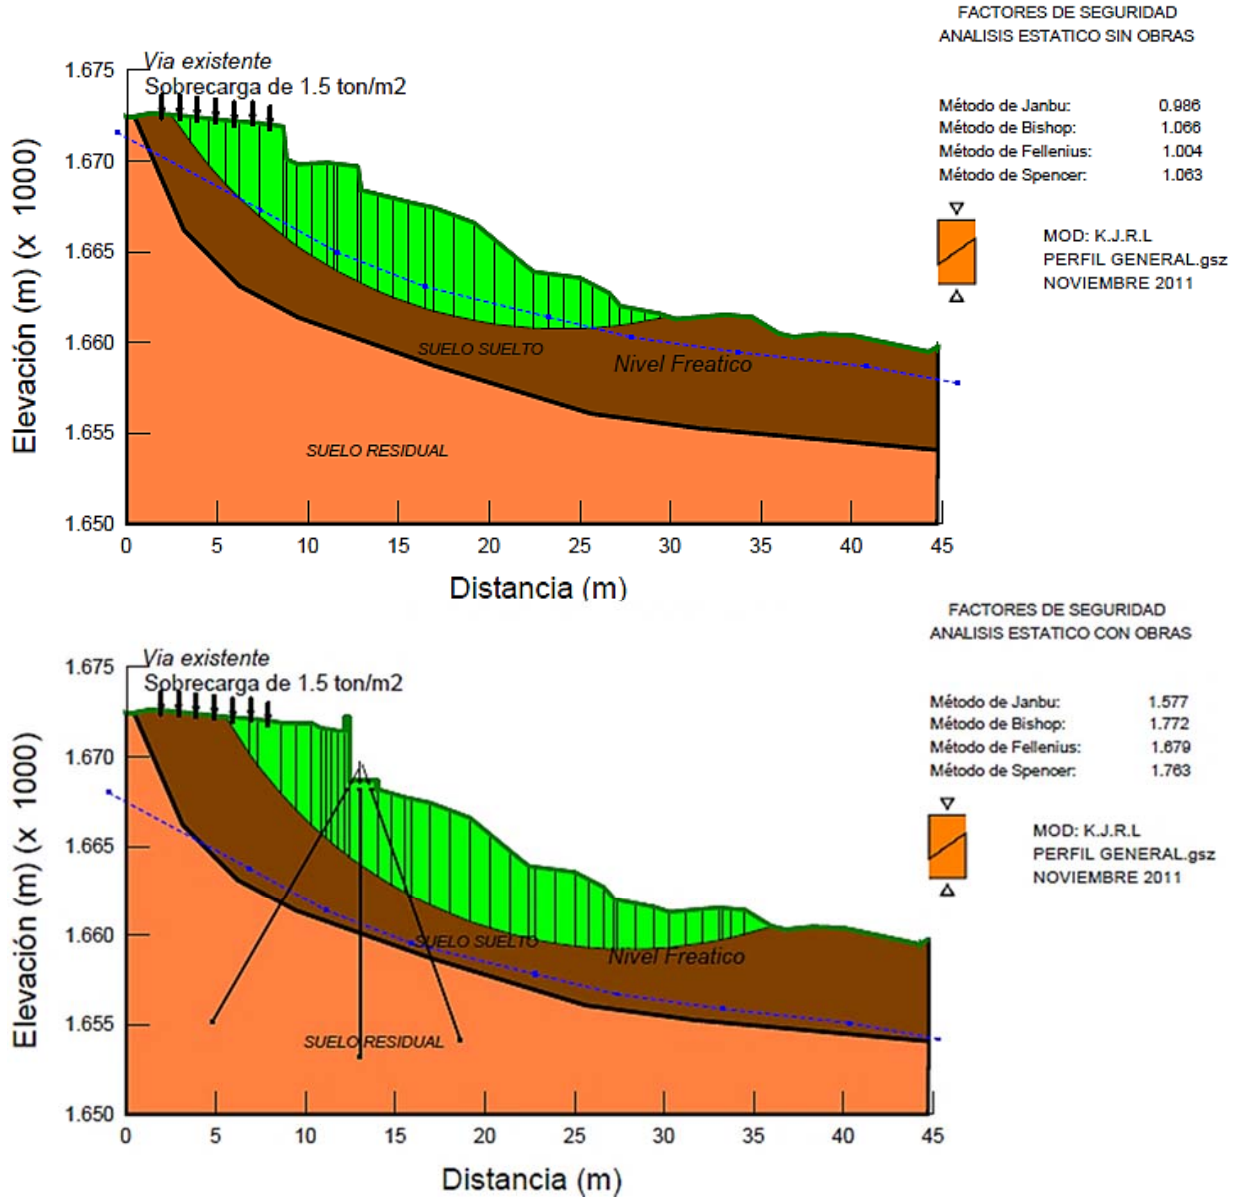 FACTORES DE SEGURIDAD
ANALISIS ESTATICO SIN OBRAS
Via existente
Sobrecarga de 1.5 ton/m2
Método de Janbu: 0.986
Método de Bishop: 1.066
Método de Fellenius: 1.004
Método de Spencer: 1.063
MOD: K.J.R.L
PERFIL GENERAL.gsz
NOVIEMBRE 2011
Elevación (m) (x 1000)
1.675
1.670
1.665
1.660
1.655
1.650
SUELO SUELTO
Nivel Freatico
SUELO RESIDUAL
0 5 10 15 20 25 30 35 40 45
Distancia (m)
FACTORES DE SEGURIDAD
ANALISIS ESTATICO CON OBRAS
Via existente
Sobrecarga de 1.5 ton/m2
Método de Janbu: 1.577
Método de Bishop: 1.772
Método de Fellenius: 1.679
Método de Spencer: 1.763
MOD: K.J.R.L
PERFIL GENERAL.gsz
NOVIEMBRE 2011
Elevación (m) (x 1000)
1.675
1.670
1.665
1.660
1.655
1.650
SUELO SUELTO
Nivel Freatico
SUELO RESIDUAL
0 5 10 15 20 25 30 35 40 45
Distancia (m)